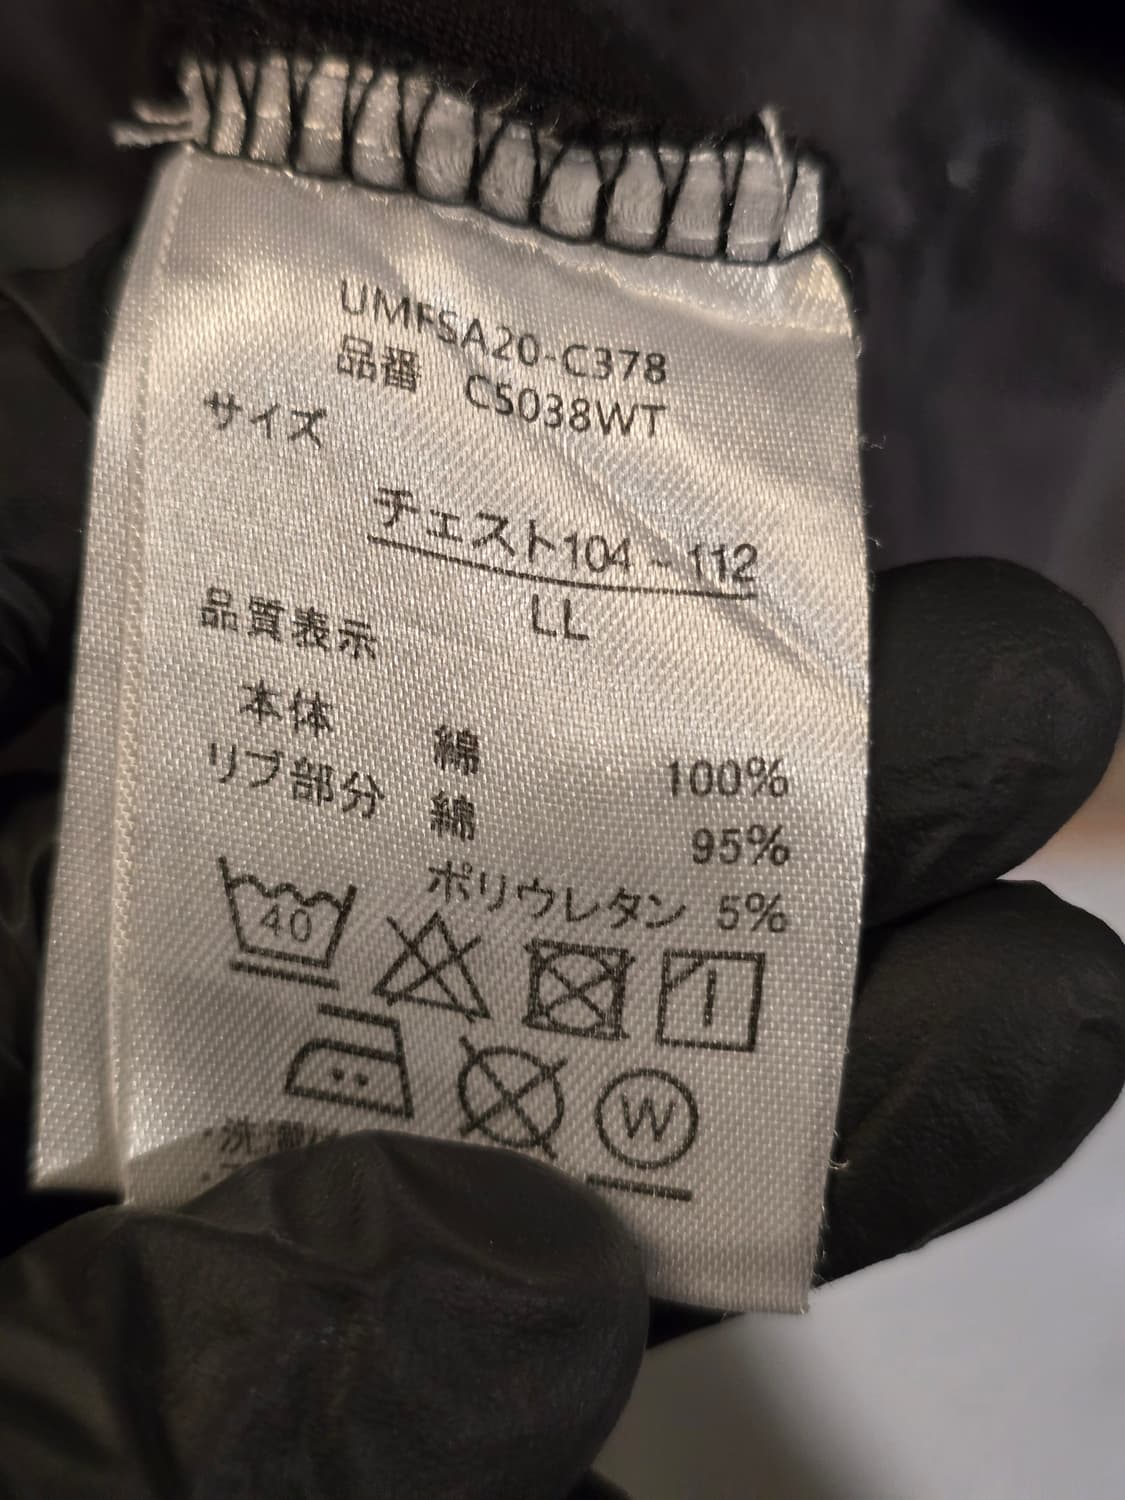 UMFSA20-C378
品番 C5038WT
サイズ
チェスト104-112
LL
品質表示
本体 綿 100%
リブ部分 綿 95%
ポリウレタン 5%
40
W
・洗濯